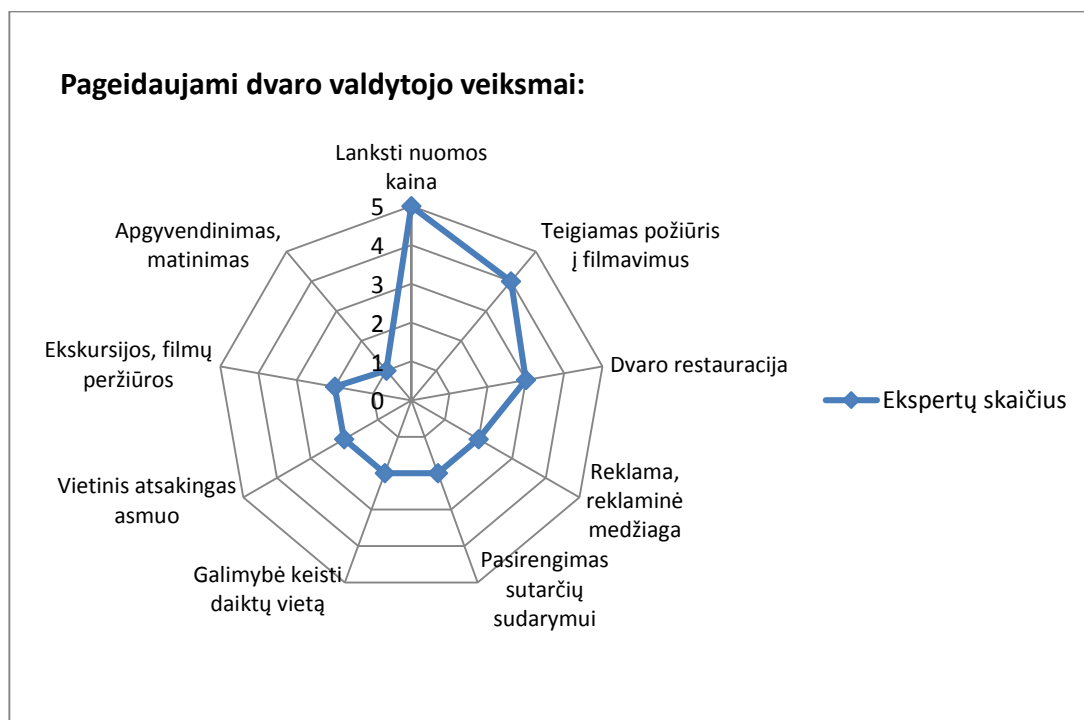 Pageidaujami dvaro valdytojo veiksmai:
Lanksti nuomos
kaina
Teigiamas požiūris
į filmavimus
Dvaro restauracija
Reklama,
reklaminė
medžiaga
Pasirengimas
sutarčių
sudarymui
Galimybė keisti
daiktų vietą
Vietinis atsakingas
asmuo
Ekskursijos, filmų
peržiūros
Apgyvendinimas,
matinimas
5
4
3
2
1
0
Ekspertų skaičius